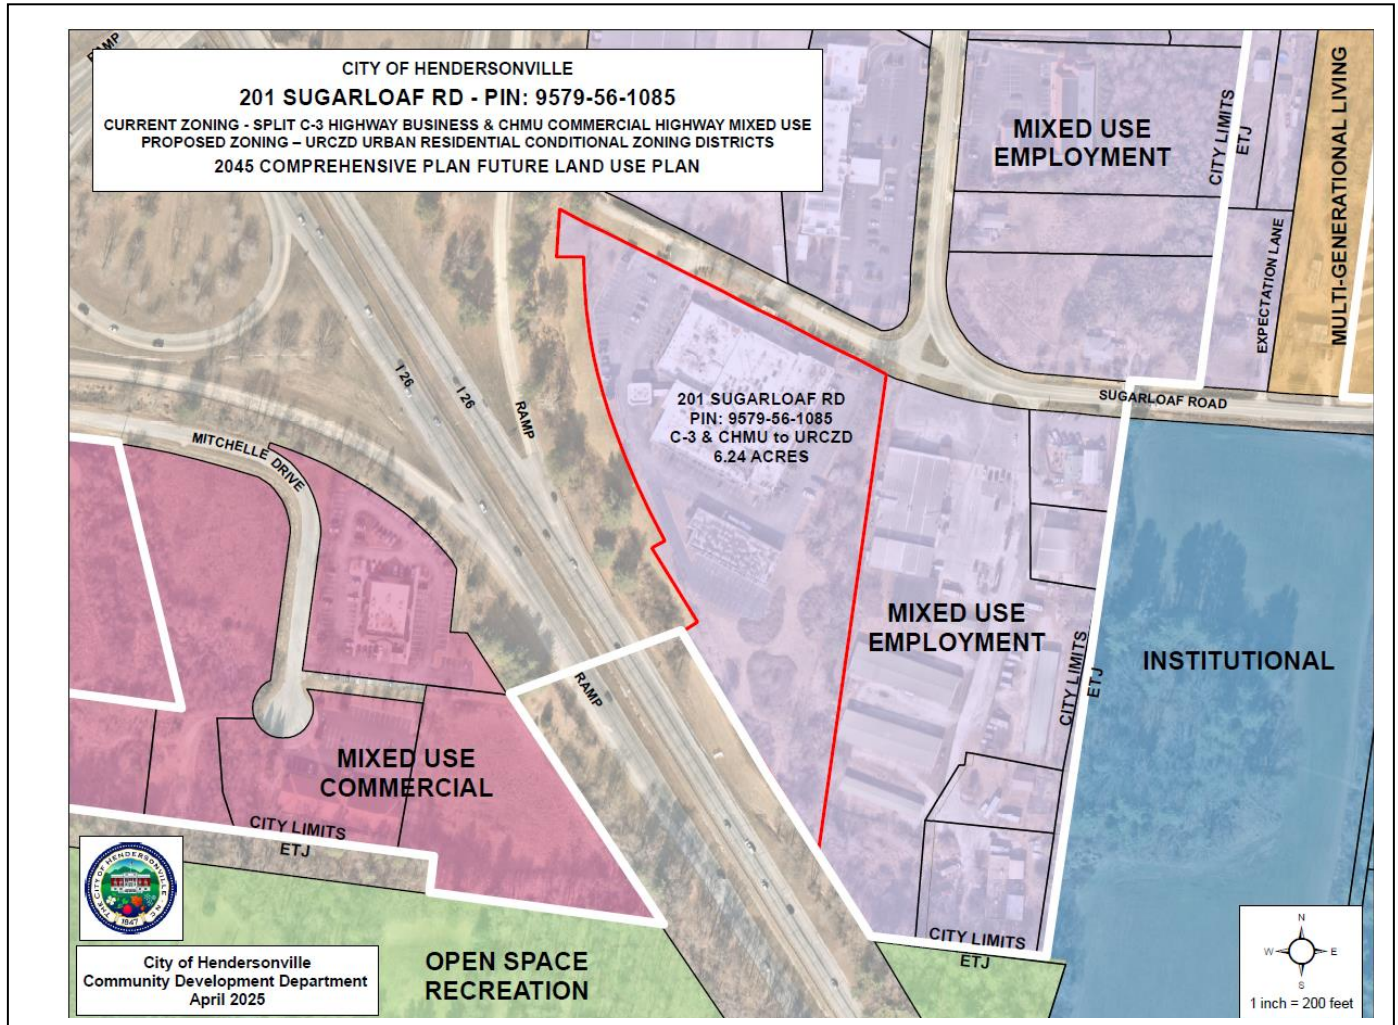 CITY OF HENDERSONVILLE
201 SUGARLOAF RD - PIN: 9579-56-1085
CURRENT ZONING - SPLIT C-3 HIGHWAY BUSINESS & CHMU COMMERCIAL HIGHWAY MIXED USE
PROPOSED ZONING – URCZD URBAN RESIDENTIAL CONDITIONAL ZONING DISTRICTS
2045 COMPREHENSIVE PLAN FUTURE LAND USE PLAN
RAMP
MIXED USE
EMPLOYMENT
CITY LIMITS
ETJ
EXPECTATION LANE
MULTI-GENERATIONAL LIVING
I 26
I 26
RAMP
201 SUGARLOAF RD
PIN: 9579-56-1085
C-3 & CHMU to URCZD
6.24 ACRES
SUGARLOAF ROAD
MITCHELLE DRIVE
MIXED USE
EMPLOYMENT
CITY LIMITS
ETJ
INSTITUTIONAL
RAMP
MIXED USE
COMMERCIAL
CITY LIMITS
ETJ
THE CITY OF HENDERSONVILLE N.C.
1847
City of Hendersonville
Community Development Department
April 2025
OPEN SPACE
RECREATION
CITY LIMITS
ETJ
N
W E
S
1 inch = 200 feet